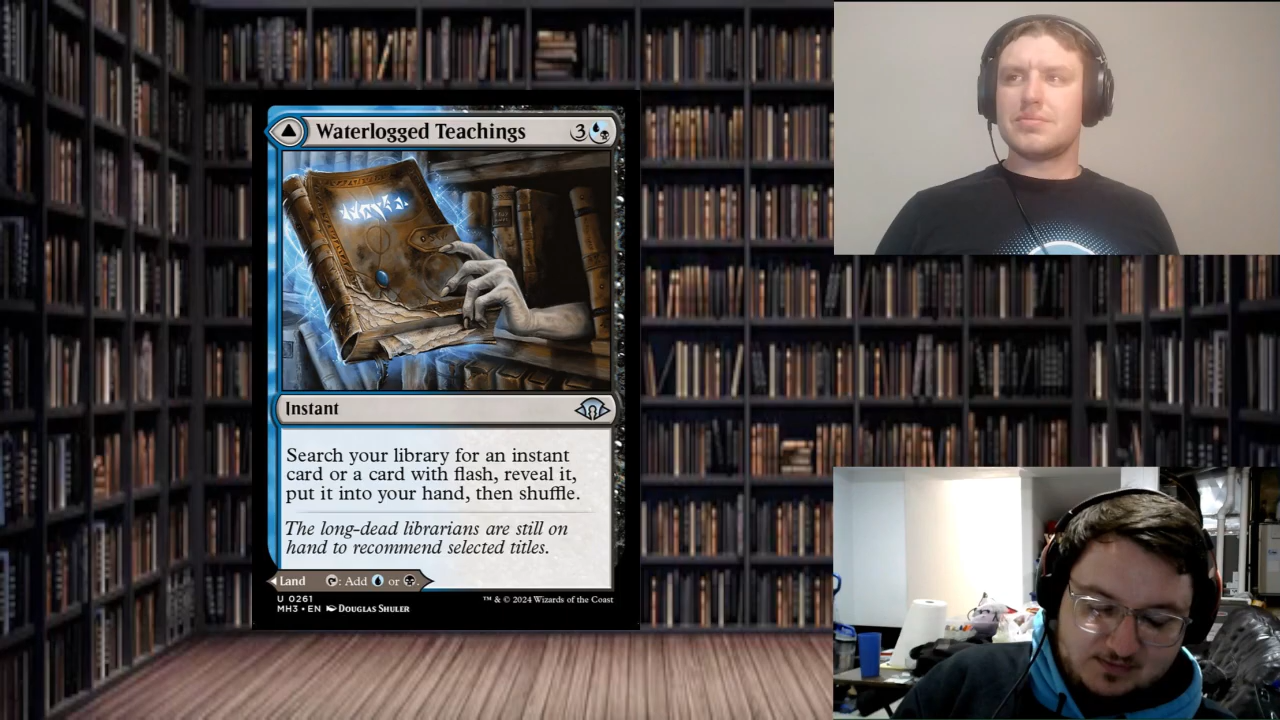 Waterlogged Teachings 3
Instant
Search your library for an instant
card or a card with flash, reveal it,
put it into your hand, then shuffle.
The long-dead librarians are still on
hand to recommend selected titles.
Land : Add or .
U 0261
MH3 • EN Douglas Shuler
™ & © 2024 Wizards of the Coast